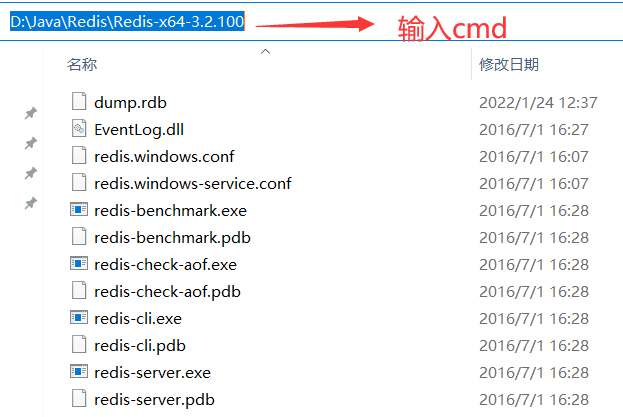 D:\Java\Redis\Redis-x64-3.2.100 输入cmd
名称 修改日期
dump.rdb 2022/1/24 12:37
EventLog.dll 2016/7/1 16:27
redis.windows.conf 2016/7/1 16:07
redis.windows-service.conf 2016/7/1 16:07
redis-benchmark.exe 2016/7/1 16:28
redis-benchmark.pdb 2016/7/1 16:28
redis-check-aof.exe 2016/7/1 16:28
redis-check-aof.pdb 2016/7/1 16:28
redis-cli.exe 2016/7/1 16:28
redis-cli.pdb 2016/7/1 16:28
redis-server.exe 2016/7/1 16:28
redis-server.pdb 2016/7/1 16:28